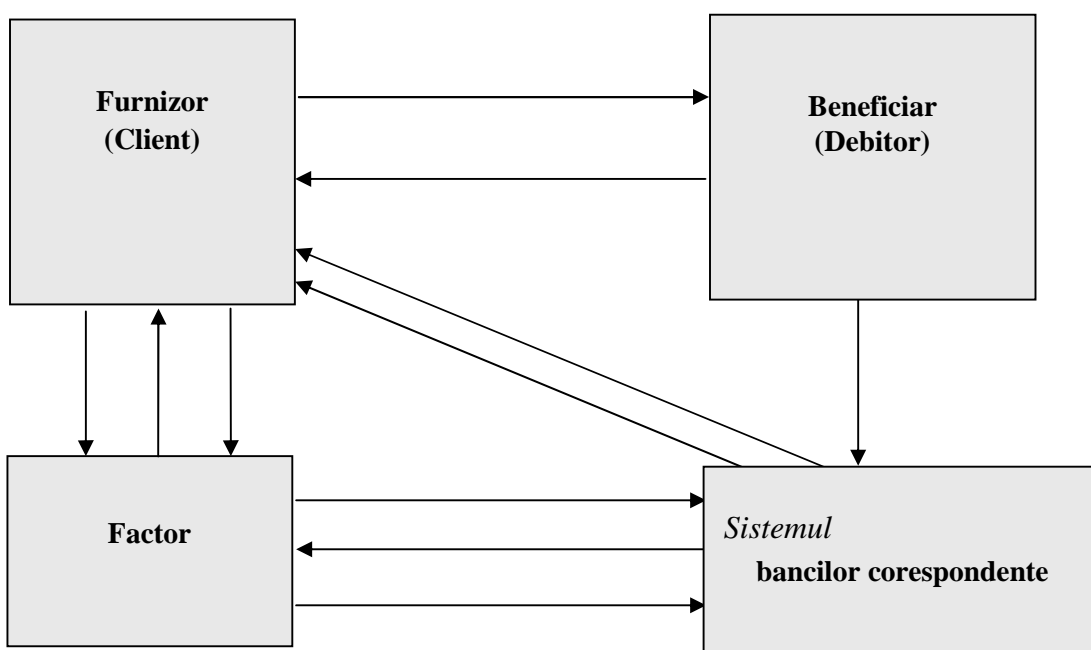 Furnizor
(Client)
Beneficiar
(Debitor)
Factor
Sistemul
bancilor corespondente